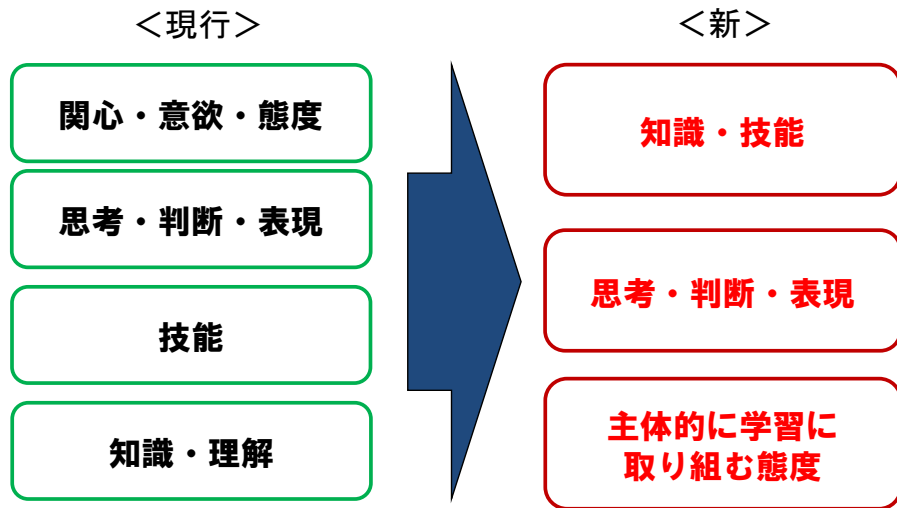 ＜現行＞
関心・意欲・態度
思考・判断・表現
技能
知識・理解
＜新＞
知識・技能
思考・判断・表現
主体的に学習に
取り組む態度